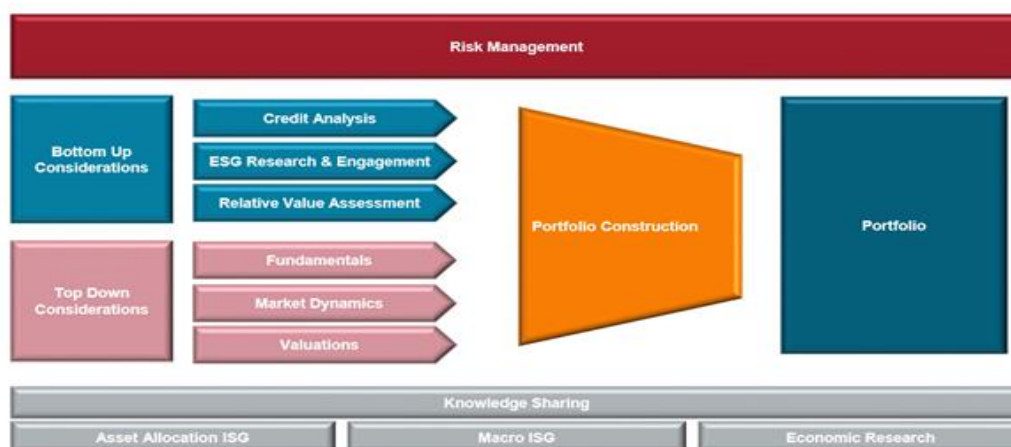 Risk Management
Bottom Up
Considerations
Credit Analysis
ESG Research & Engagement
Relative Value Assessment
Top Down
Considerations
Fundamentals
Market Dynamics
Valuations
Portfolio Construction
Portfolio
Knowledge Sharing
Asset Allocation ISG
Macro ISG
Economic Research